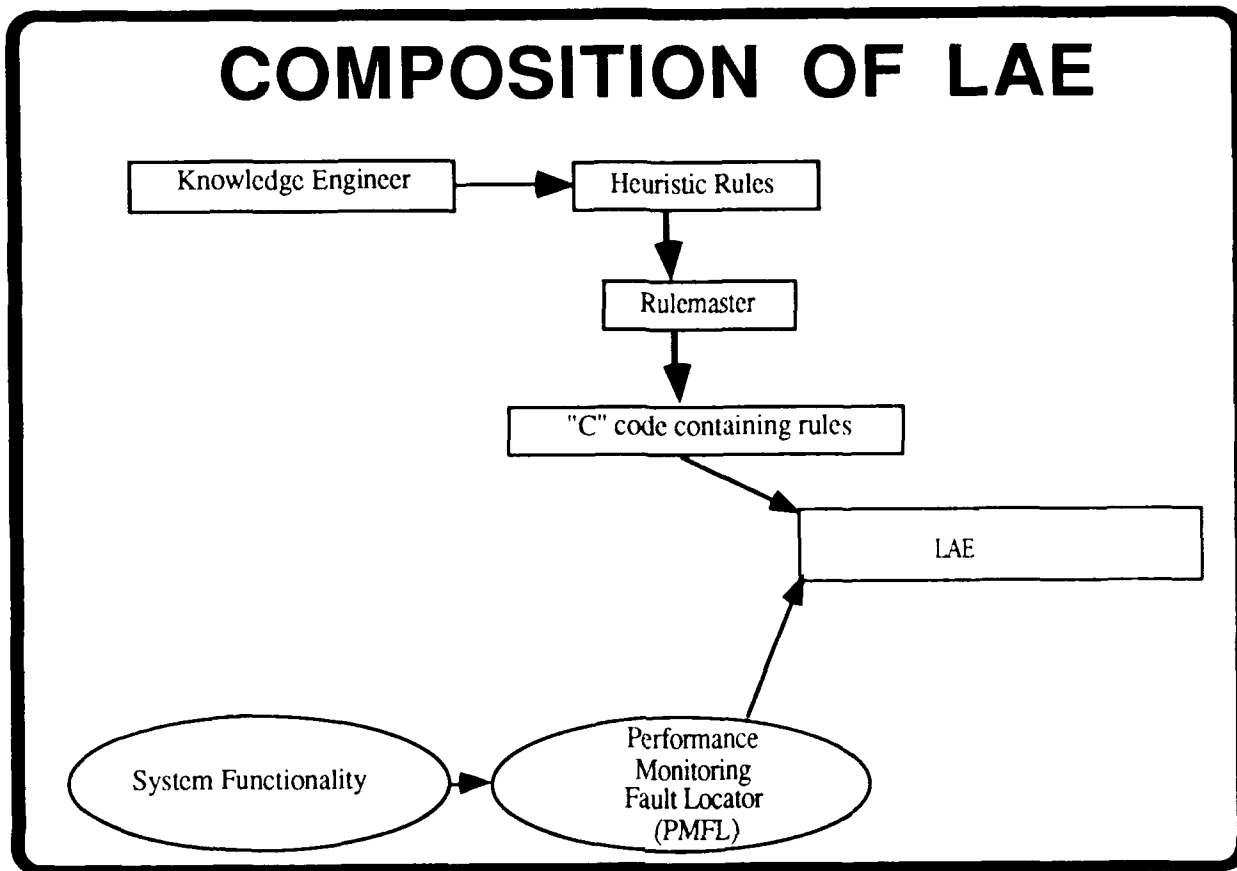 COMPOSITION OF LAE
Knowledge Engineer
Heuristic Rules
Rulemaster
"C" code containing rules
LAE
System Functionality
Performance
Monitoring
Fault Locator
(PMFL)